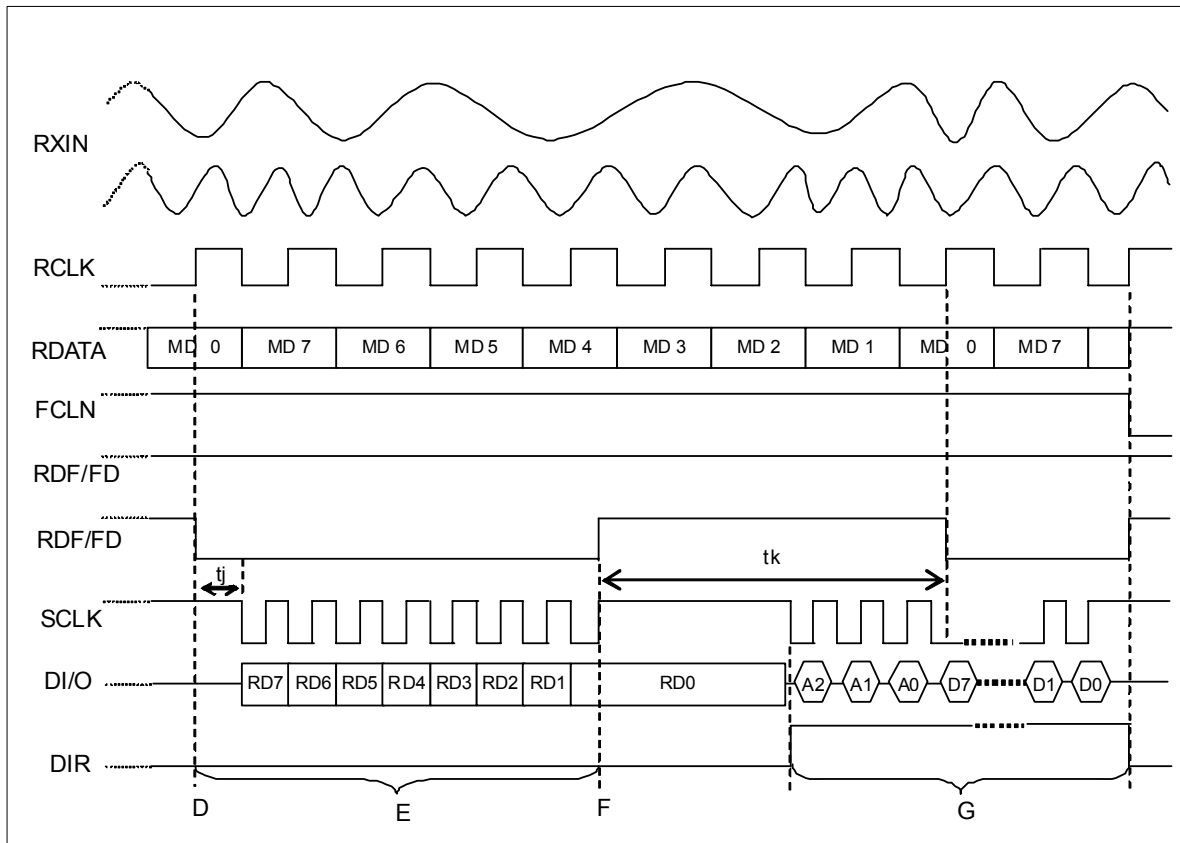 RXIN
RCLK
RDATA MD 0 MD 7 MD 6 MD 5 MD 4 MD 3 MD 2 MD 1 MD 0 MD 7
FCLN
RDF/FD
RDF/FD
tj tk
SCLK
DI/O RD7 RD6 RD5 RD4 RD3 RD2 RD1 RD0 A2 A1 A0 D7 D1 D0
DIR
D E F G